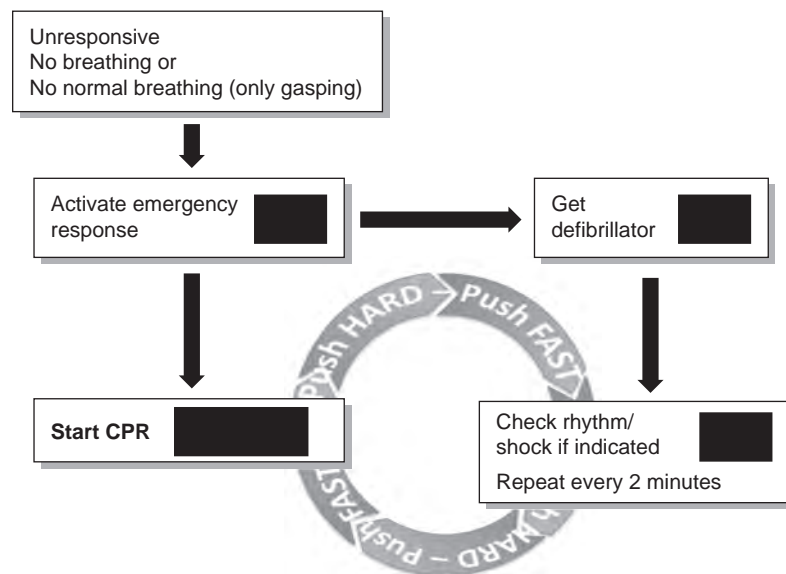 Unresponsive
No breathing or
No normal breathing (only gasping)
Activate emergency
response
Get
defibrillator
Push HARD – Push FAST
Start CPR
Check rhythm/
shock if indicated
Repeat every 2 minutes
h HARD – Push FAST